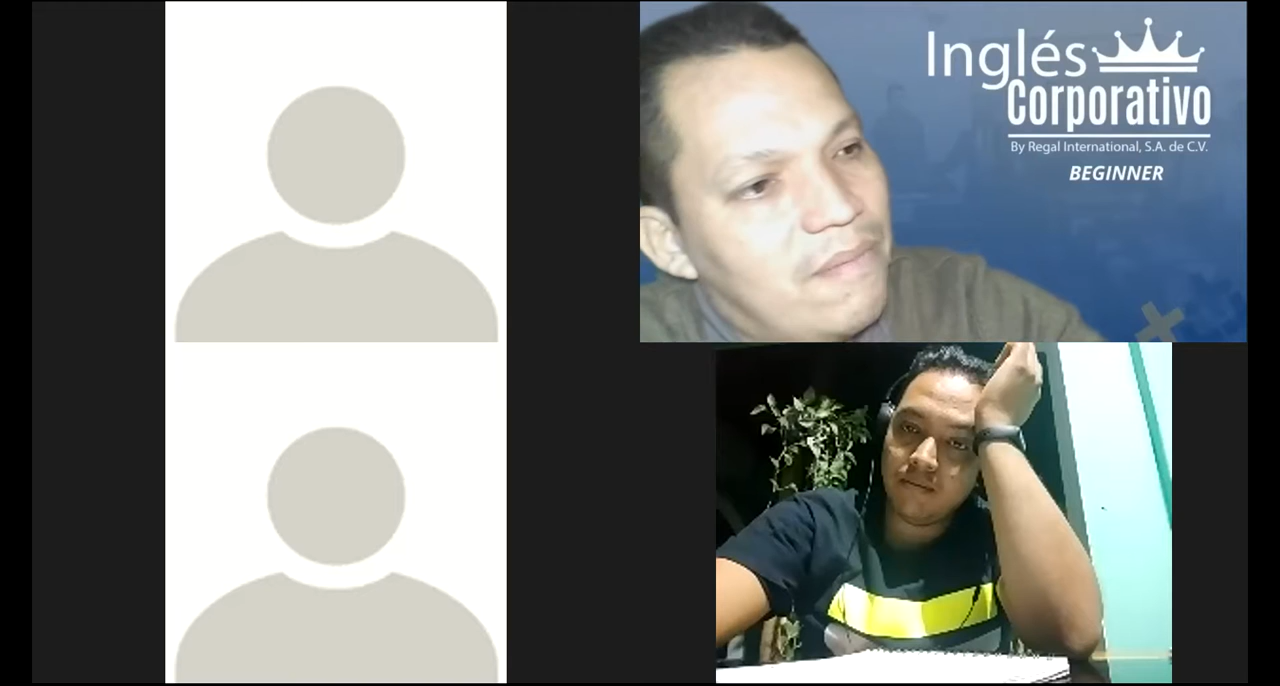 Inglés
Corporativo
By Regal International, S.A. de C.V.
BEGINNER